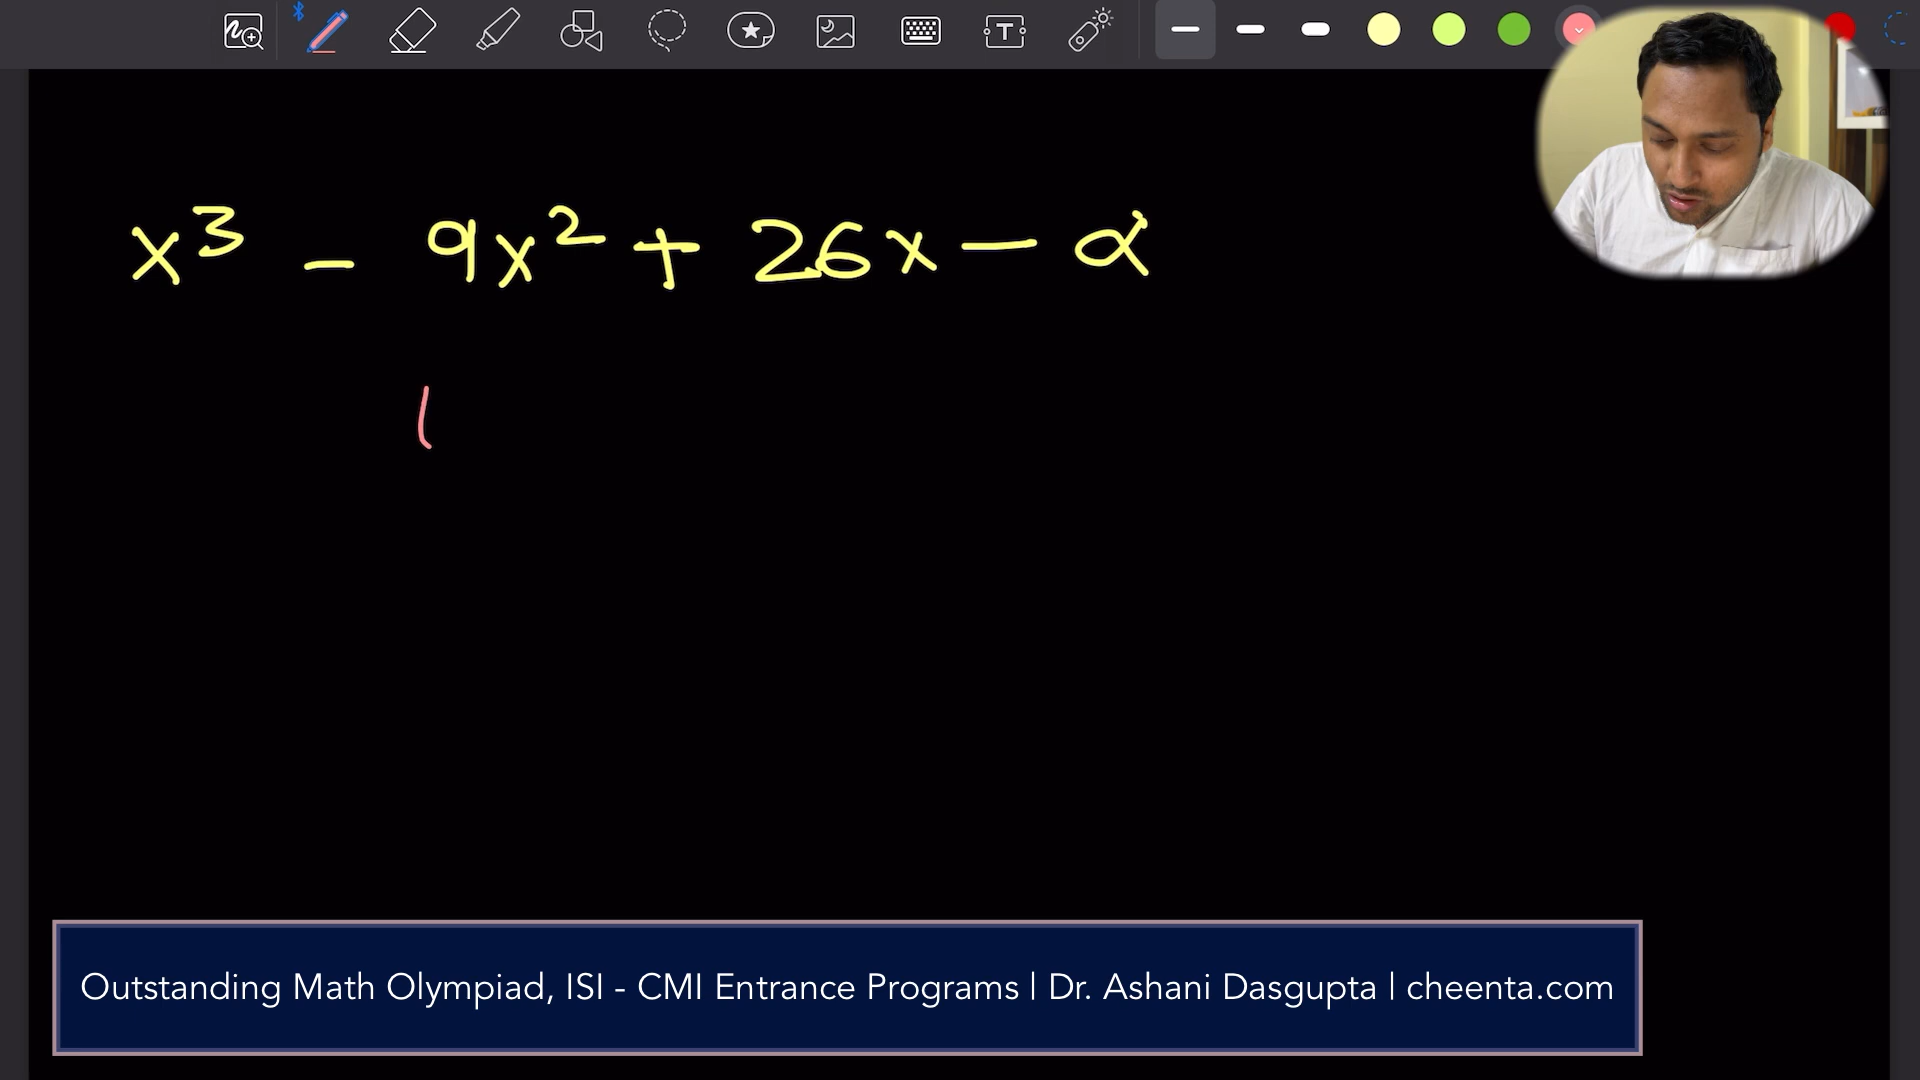 x³ - 9x² + 26x - α
(
Outstanding Math Olympiad, ISI - CMI Entrance Programs | Dr. Ashani Dasgupta | cheenta.com